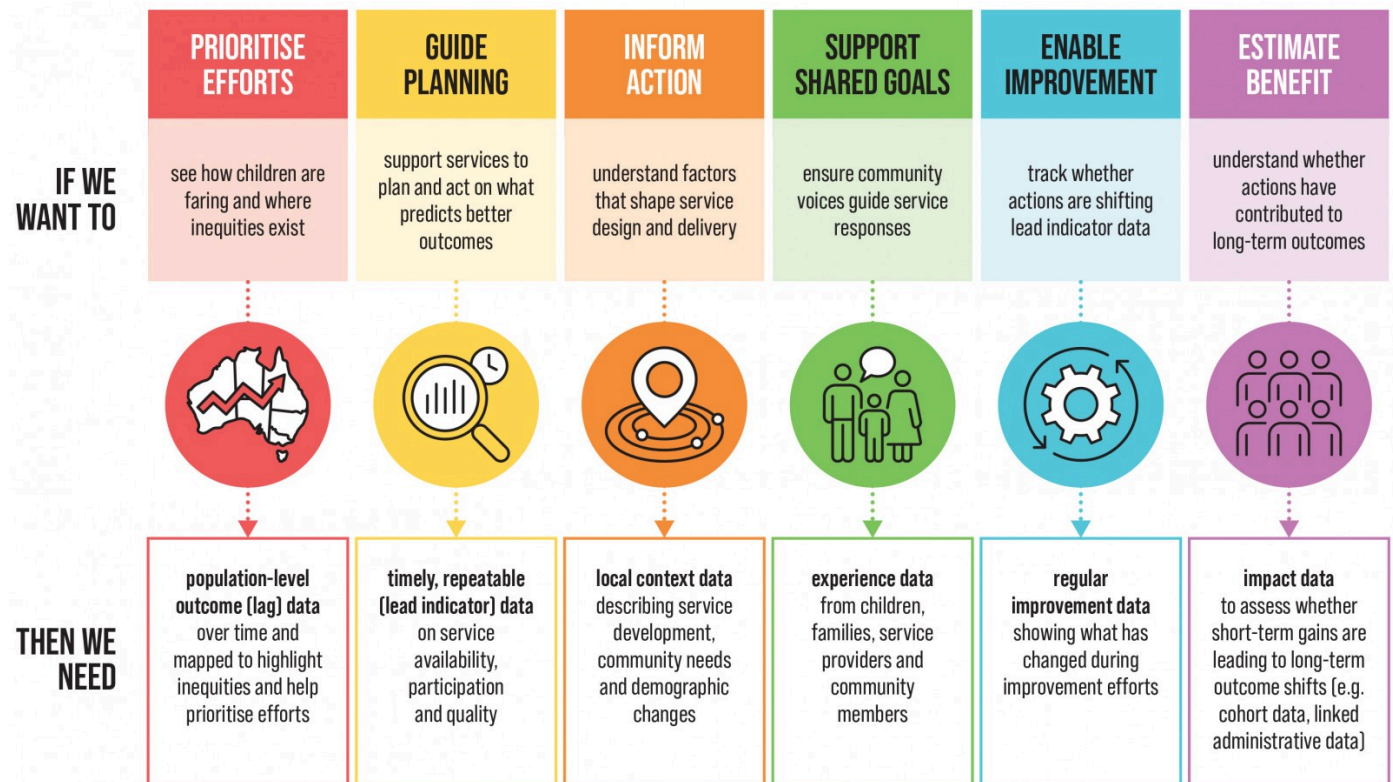 PRIORITISE
EFFORTS
GUIDE
PLANNING
INFORM
ACTION
SUPPORT
SHARED GOALS
ENABLE
IMPROVEMENT
ESTIMATE
BENEFIT
IF WE
WANT TO
see how children are
faring and where
inequities exist
support services to
plan and act on what
predicts better
outcomes
understand factors
that shape service
design and delivery
ensure community
voices guide service
responses
track whether
actions are shifting
lead indicator data
understand whether
actions have
contributed to
long-term outcomes
THEN WE
NEED
population-level
outcome (lag) data
over time and
mapped to highlight
inequities and help
prioritise efforts
timely, repeatable
(lead indicator) data
on service
availability,
participation
and quality
local context data
describing service
development,
community needs
and demographic
changes
experience data
from children,
families, service
providers and
community
members
regular
improvement data
showing what has
changed during
improvement efforts
impact data
to assess whether
short-term gains are
leading to long-term
outcome shifts (e.g.
cohort data, linked
administrative data)